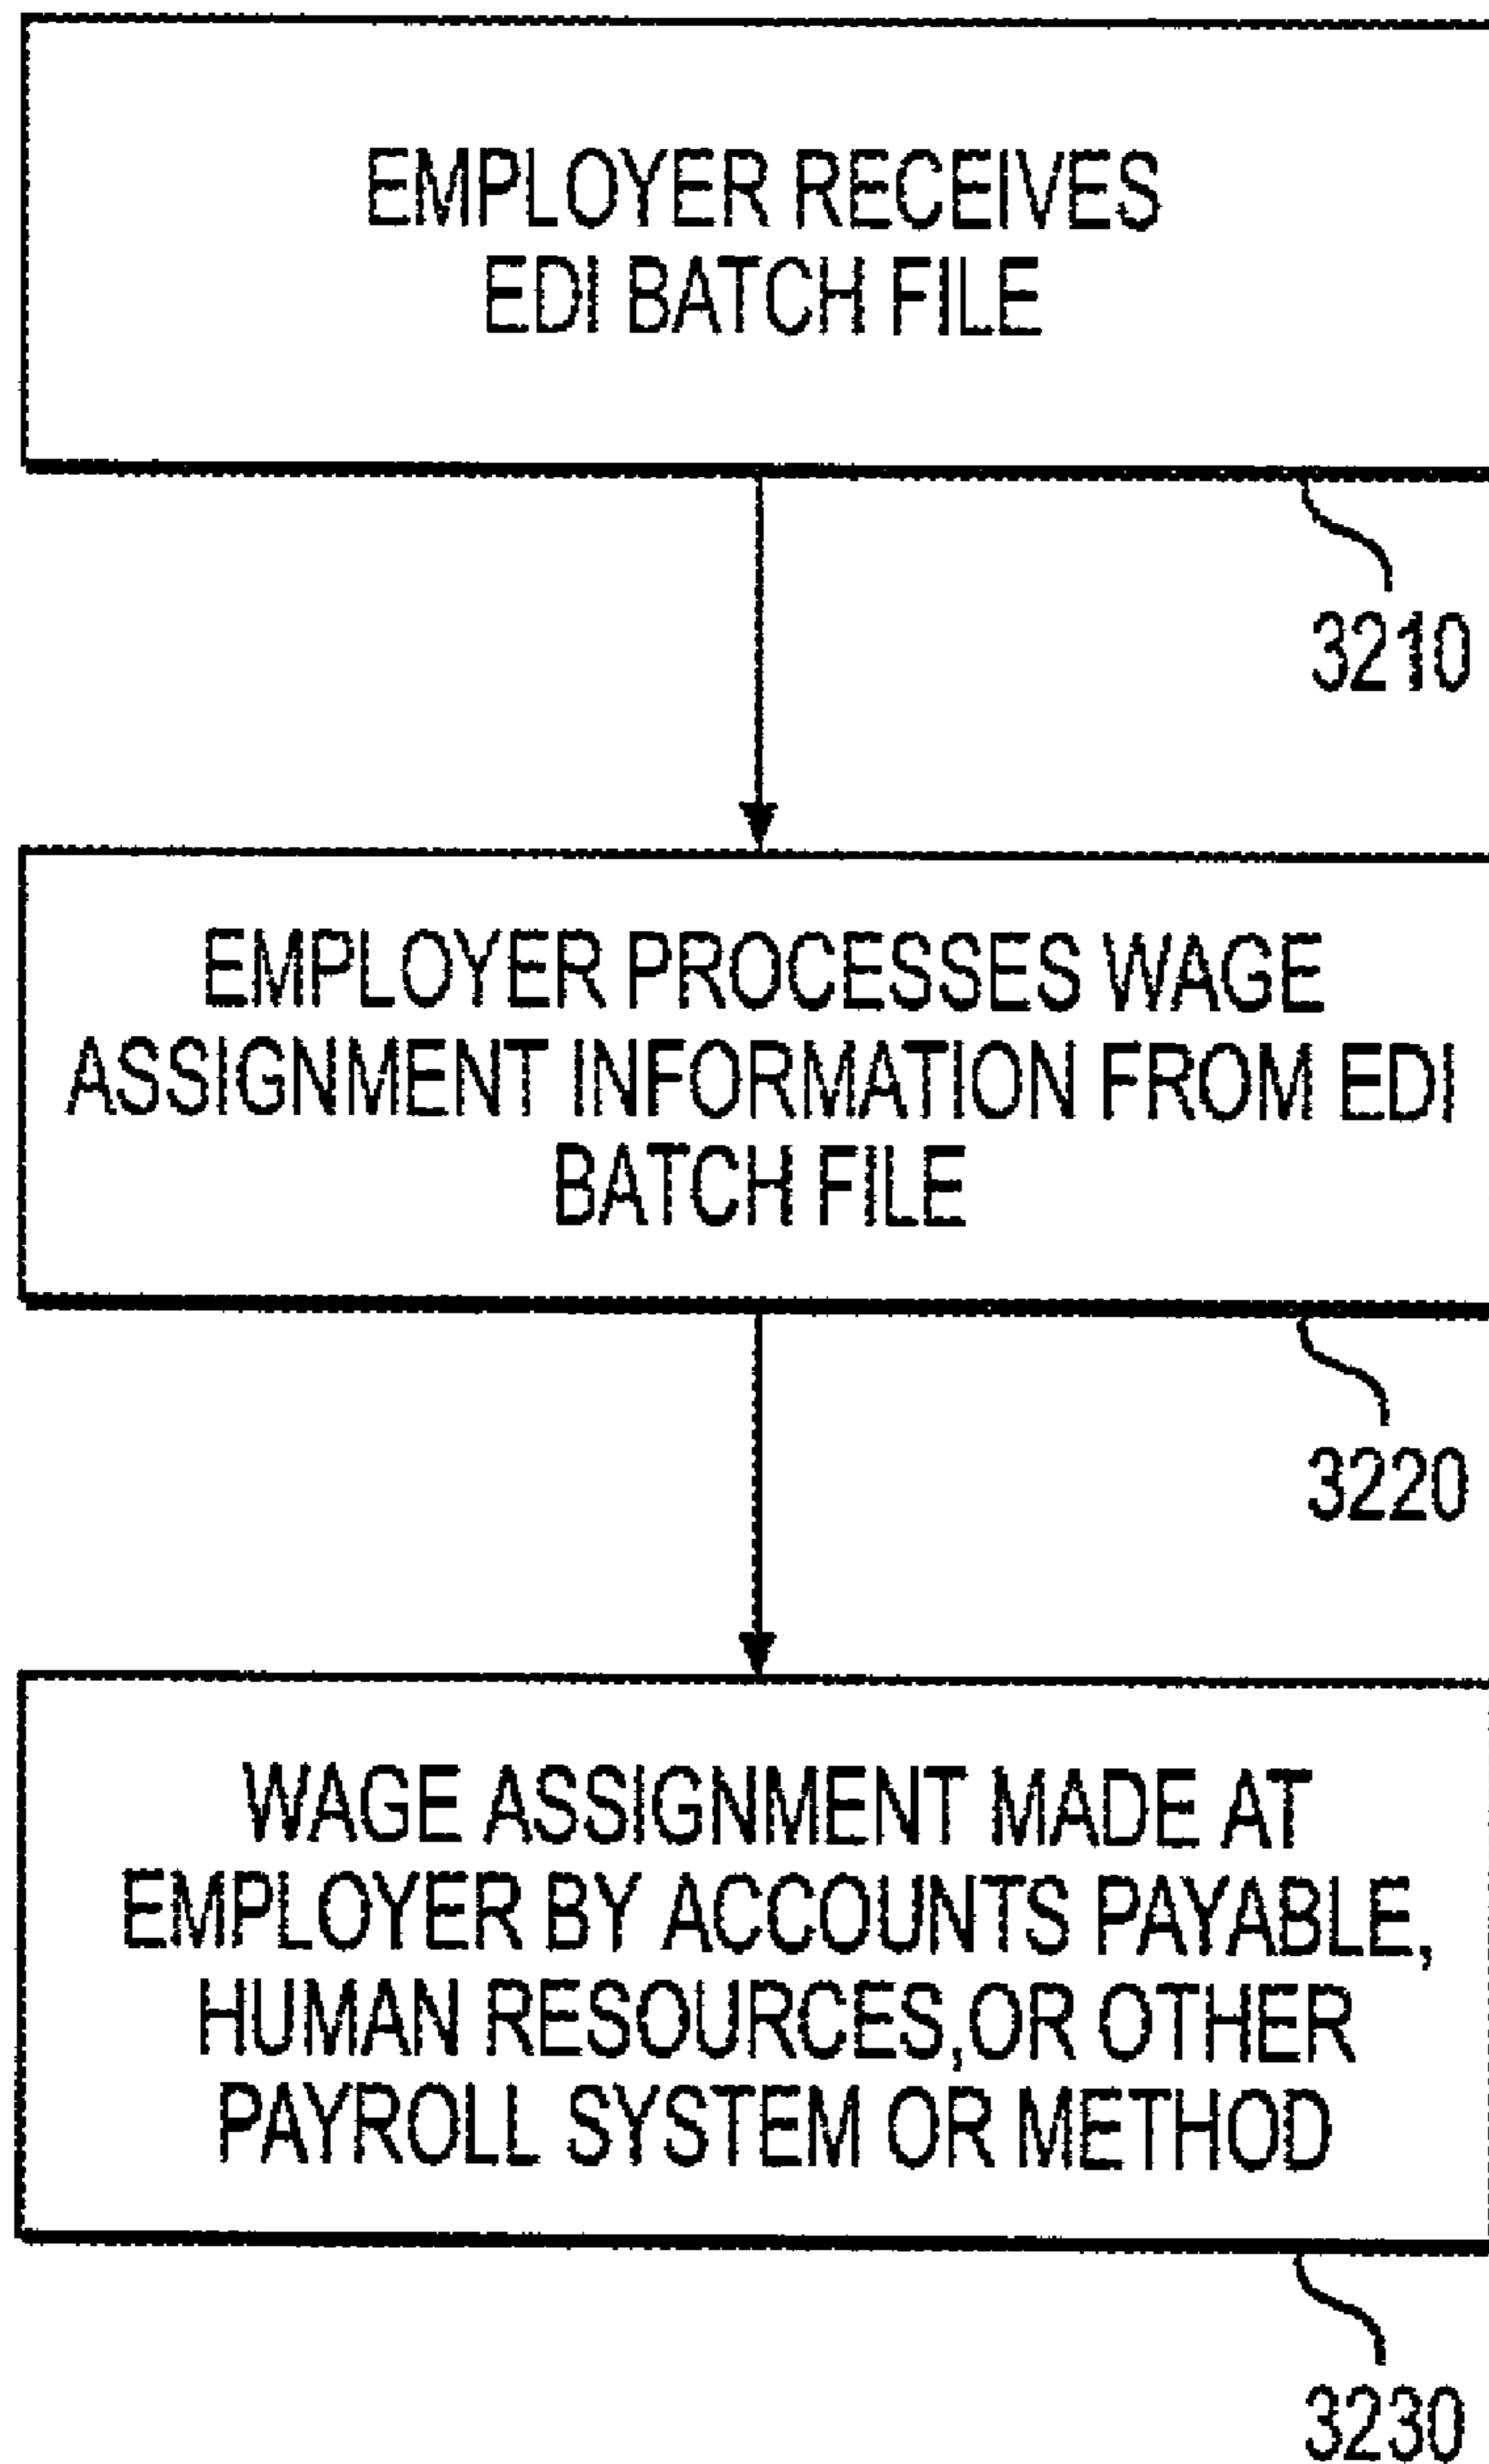 EMPLOYER RECEIVES
EDI BATCH FILE
3210
EMPLOYER PROCESSES WAGE
ASSIGNMENT INFORMATION FROM EDI
BATCH FILE
3220
WAGE ASSIGNMENT MADE AT
EMPLOYER BY ACCOUNTS PAYABLE,
HUMAN RESOURCES,OR OTHER
PAYROLL SYSTEM OR METHOD
3230